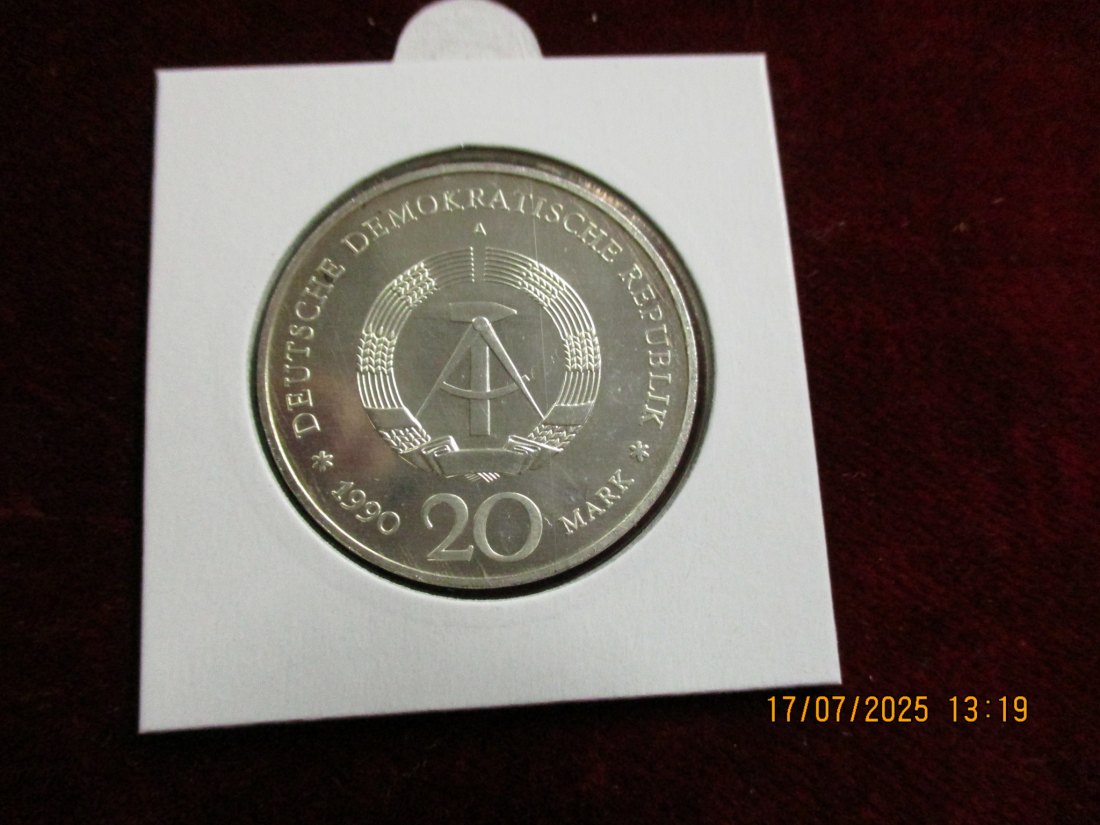 DEUTSCHE DEMOKRATISCHE REPUBLIK
A
* 1990 20 MARK *
17/07/2025 13:19